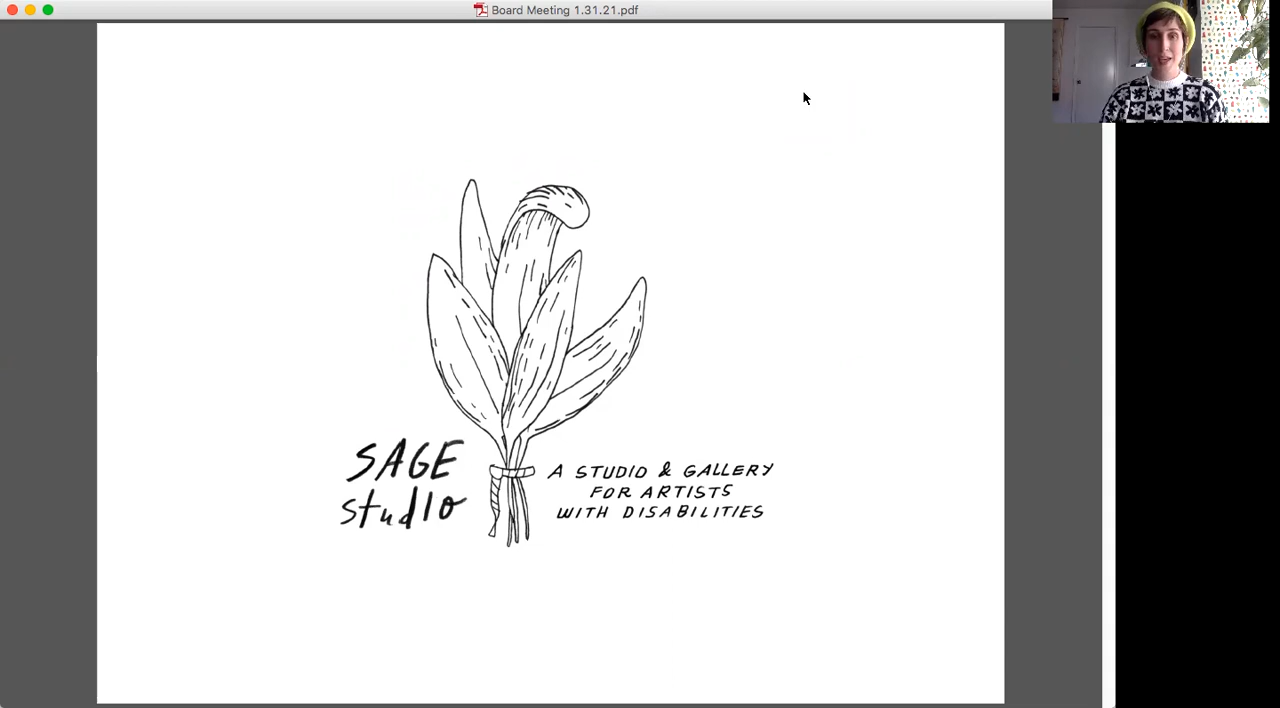 Board Meeting 1.31.21.pdf
SAGE
studio
A STUDIO & GALLERY
FOR ARTISTS
WITH DISABILITIES